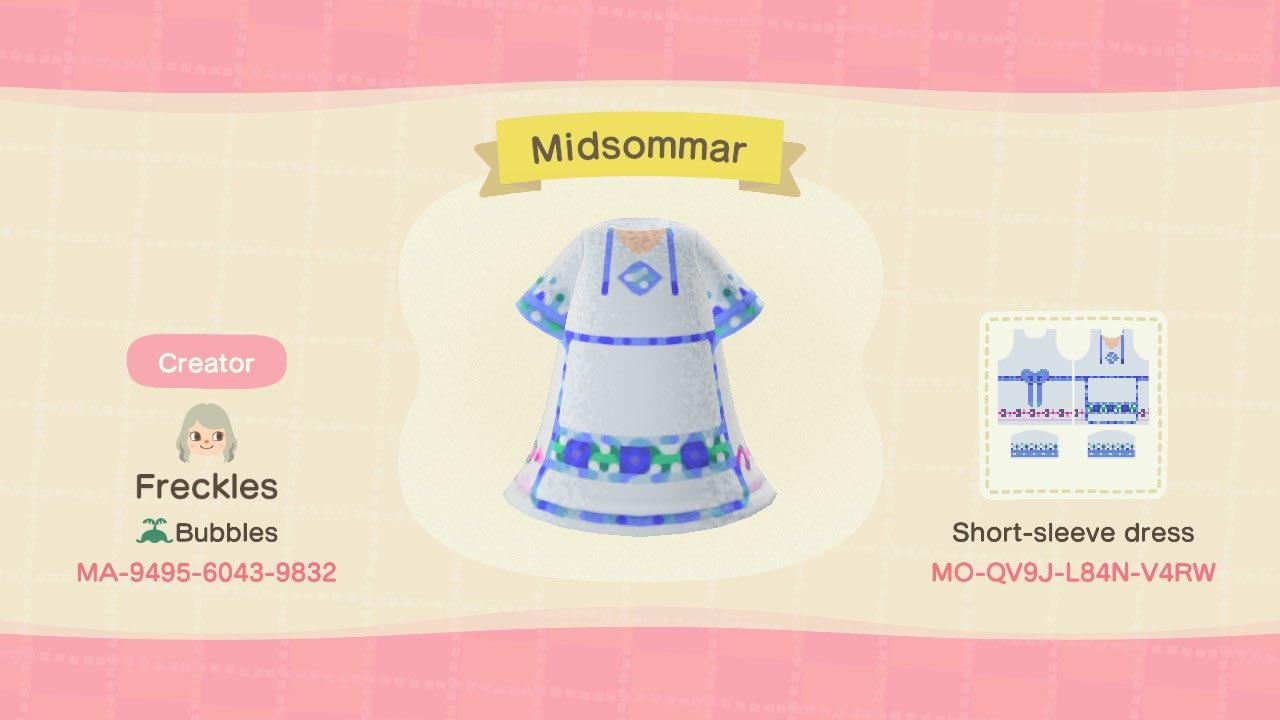 Midsommar
Creator
Freckles
Bubbles
MA-9495-6043-9832
Short-sleeve dress
MO-QV9J-L84N-V4RW